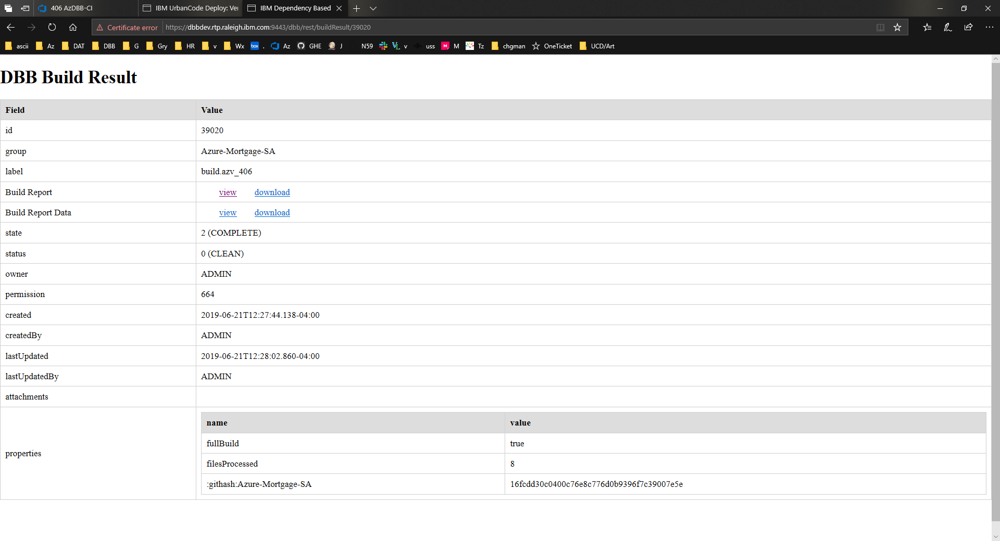 406 AzDBB-CI
IBM UrbanCode Deploy: Ver
IBM Dependency Based
Certificate error
https://dbbdev.rtp.raleigh.ibm.com:9443/dbb/rest/buildResult/39020
ascii Az DAT DBB G Gry HR v Wx box . Az GHE J N59 v uss M M Tz chgman OneTicket UCD/Art
DBB Build Result
Field Value
id 39020
group Azure-Mortgage-SA
label build.azv_406
Build Report view download
Build Report Data view download
state 2 (COMPLETE)
status 0 (CLEAN)
owner ADMIN
permission 664
created 2019-06-21T12:27:44.138-04:00
createdBy ADMIN
lastUpdated 2019-06-21T12:28:02.860-04:00
lastUpdatedBy ADMIN
attachments
properties
name value
fullBuild true
filesProcessed 8
:githash:Azure-Mortgage-SA 16fcdd30c0400c76e8c776d0b9396f7c39007e5e